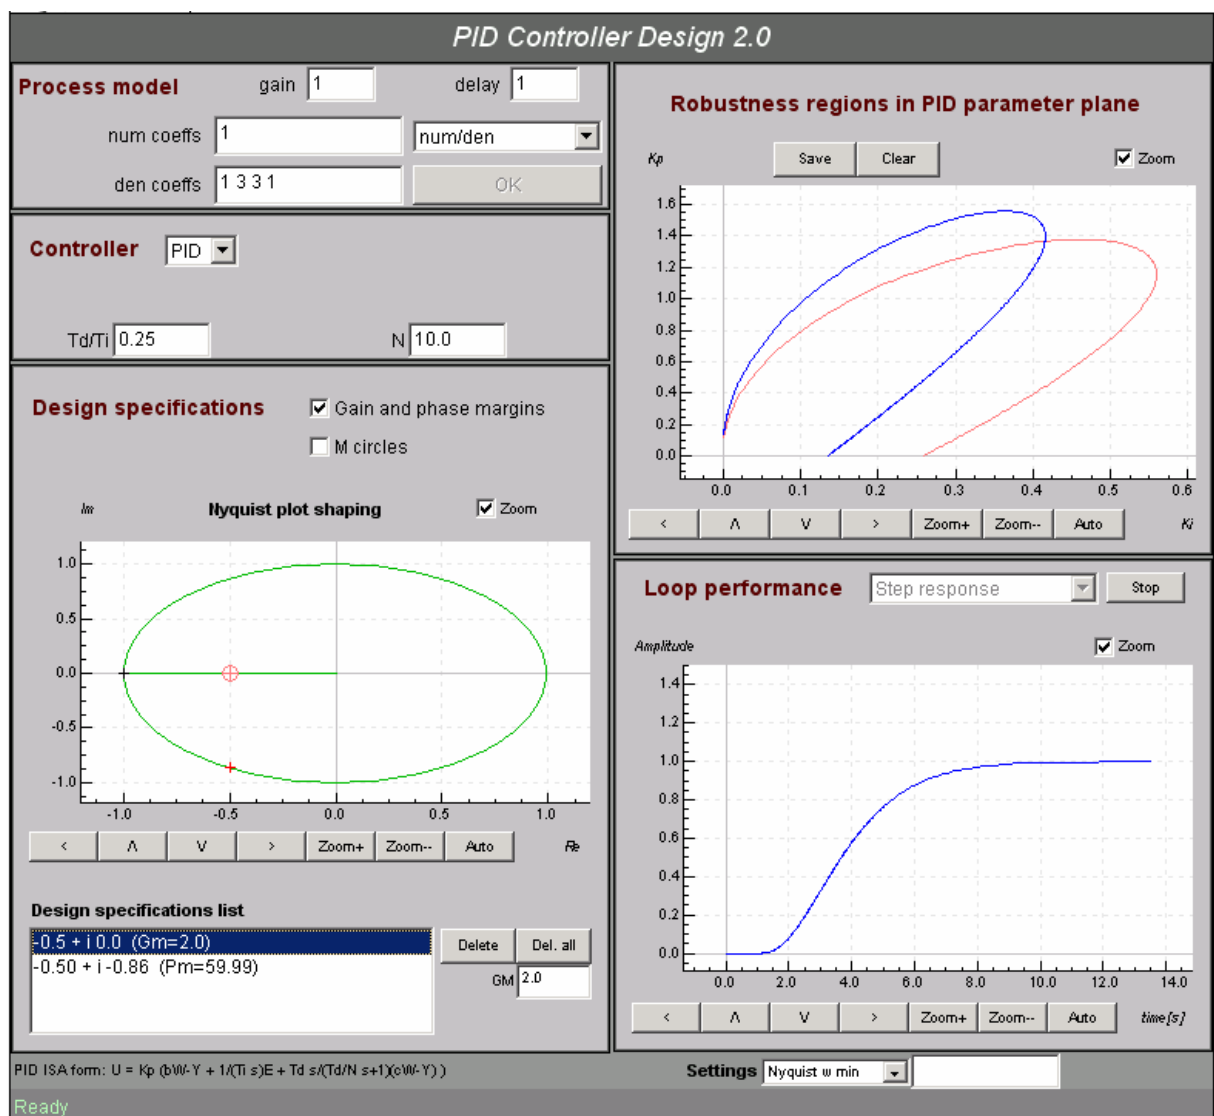 PID Controller Design 2.0
Process model
gain 1
delay 1
num coeffs 1
num/den
den coeffs 1 3 3 1
OK
Controller PID
Td/Ti 0.25
N 10.0
Design specifications
Gain and phase margins
M circles
Im
Nyquist plot shaping
Zoom
1.0
0.5
0.0
-0.5
-1.0
-1.0 -0.5 0.0 0.5 1.0
< Λ V > Zoom+ Zoom-- Auto Re
Design specifications list
-0.5 + i 0.0 (Gm=2.0)
-0.50 + i -0.86 (Pm=59.99)
Delete Del. all
GM 2.0
Robustness regions in PID parameter plane
Kp
Save Clear
Zoom
1.6
1.4
1.2
1.0
0.8
0.6
0.4
0.2
0.0
0.0 0.1 0.2 0.3 0.4 0.5 0.6
< Λ V > Zoom+ Zoom-- Auto Ki
Loop performance
Step response
Stop
Amplitude
Zoom
1.4
1.2
1.0
0.8
0.6
0.4
0.2
0.0
0.0 2.0 4.0 6.0 8.0 10.0 12.0 14.0
< Λ V > Zoom+ Zoom-- Auto time[s]
PID ISA form: U = Kp (bW-Y + 1/(Ti s)E + Td s/(Td/N s+1)(cW-Y) )
Settings Nyquist w min
Ready